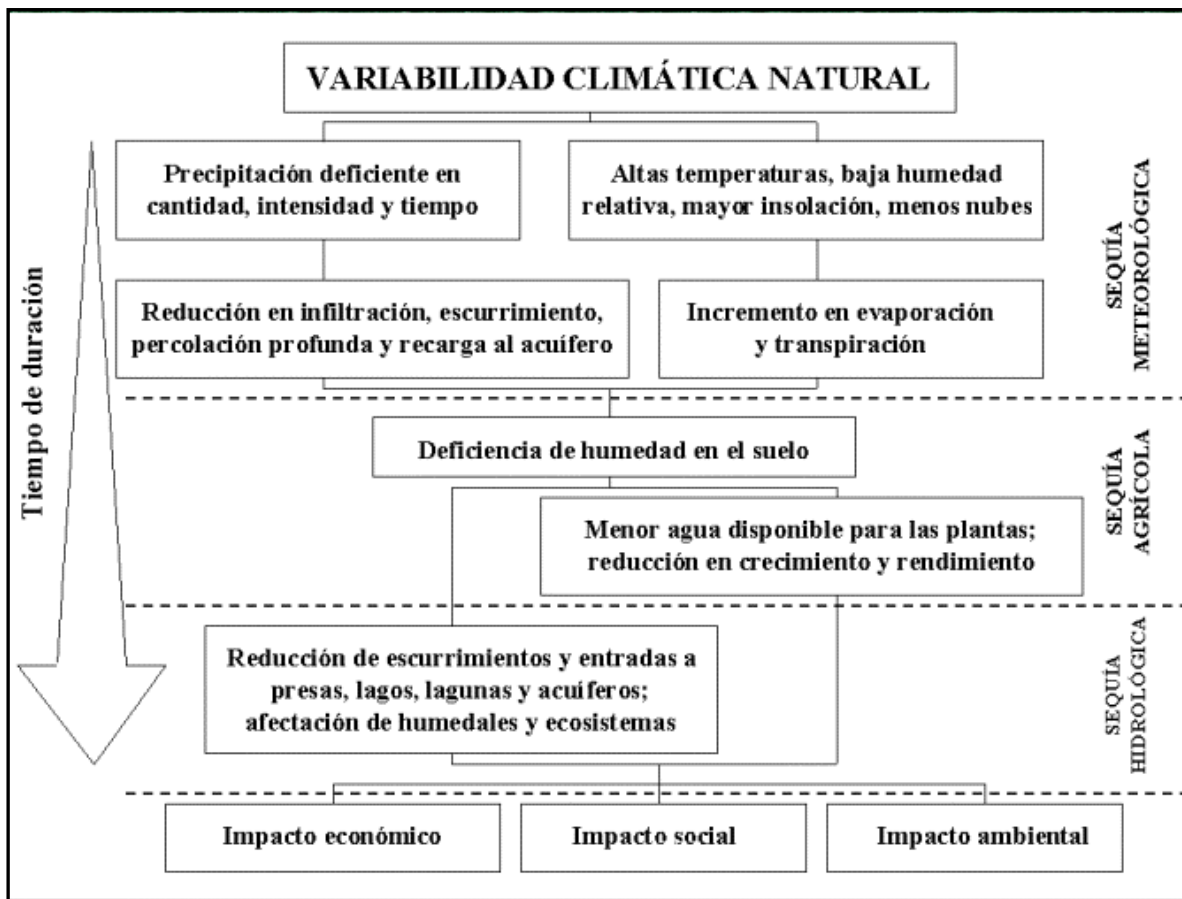 VARIABILIDAD CLIMÁTICA NATURAL
Precipitación deficiente en
cantidad, intensidad y tiempo
Altas temperaturas, baja humedad
relativa, mayor insolación, menos nubes
Reducción en infiltración, escurrimiento,
percolación profunda y recarga al acuífero
Incremento en evaporación
y transpiración
SEQUÍA
METEOROLÓGICA
Tiempo de duración
Deficiencia de humedad en el suelo
Menor agua disponible para las plantas;
reducción en crecimiento y rendimiento
SEQUÍA
AGRÍCOLA
Reducción de escurrimientos y entradas a
presas, lagos, lagunas y acuíferos;
afectación de humedales y ecosistemas
SEQUÍA
HIDROLÓGICA
Impacto económico
Impacto social
Impacto ambiental